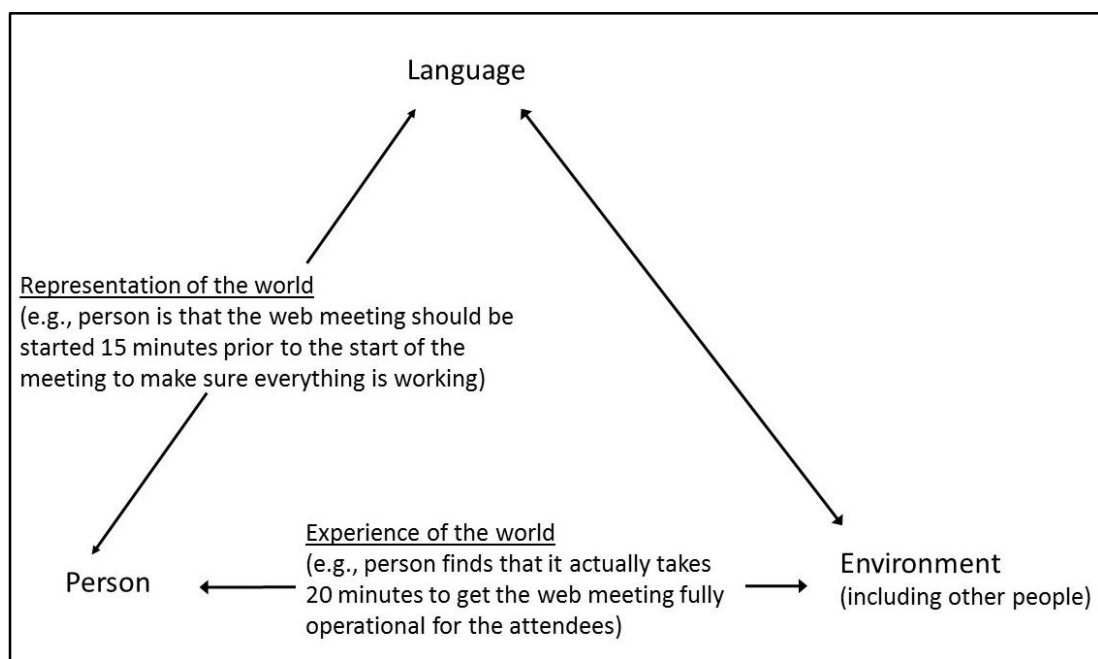 Language
Representation of the world
(e.g., person is that the web meeting should be
started 15 minutes prior to the start of the
meeting to make sure everything is working)
Experience of the world
(e.g., person finds that it actually takes
20 minutes to get the web meeting fully
operational for the attendees)
Person
Environment
(including other people)